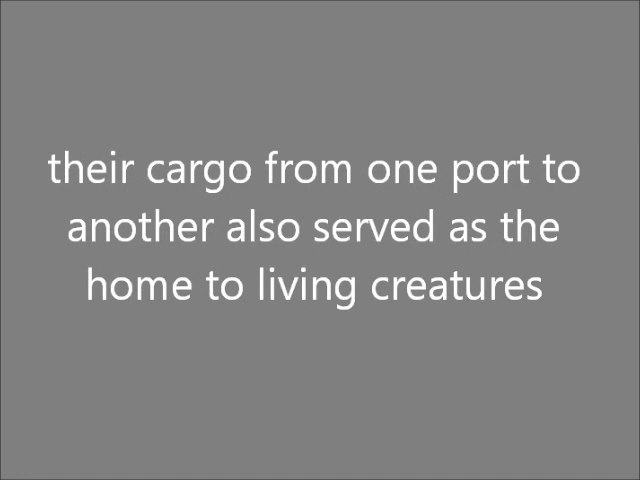 their cargo from one port to
another also served as the
home to living creatures